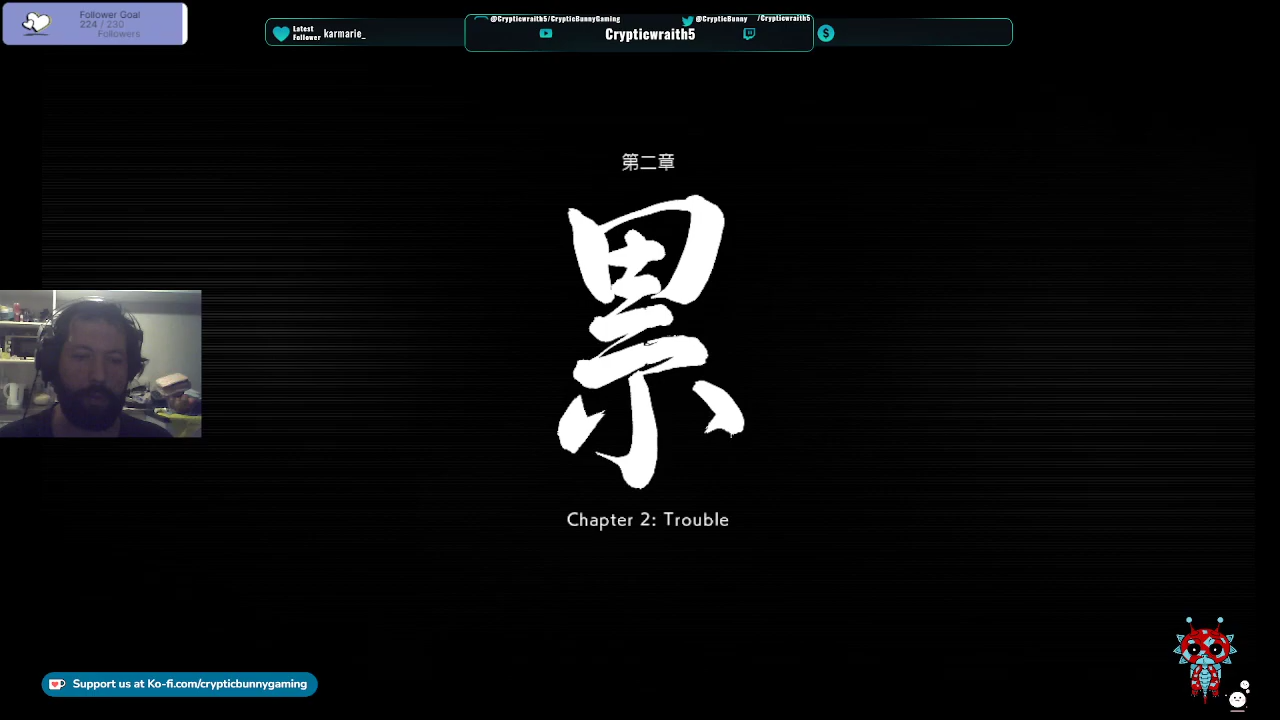 Follower Goal
224 / 230
Followers
Latest
Follower
karmarie_
@Crypticwraith5/CrypticBunnyGaming
@CrypticBunny
/Crypticwraith5
Crypticwraith5
第二章
累
Chapter 2: Trouble
Support us at Ko-fi.com/crypticbunnygaming